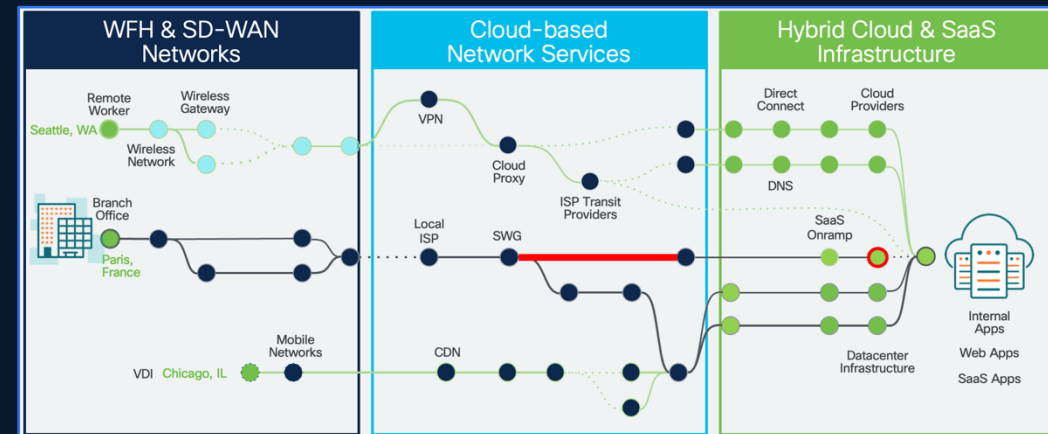 WFH & SD-WAN
Networks
Cloud-based
Network Services
Hybrid Cloud & SaaS
Infrastructure
Remote
Worker
Wireless
Gateway
Seattle, WA
Wireless
Network
VPN
Cloud
Proxy
ISP Transit
Providers
Direct
Connect
Cloud
Providers
DNS
Branch
Office
Paris,
France
Local
ISP
SWG
SaaS
Onramp
Internal
Apps
Web Apps
SaaS Apps
Mobile
Networks
VDI Chicago, IL
CDN
Datacenter
Infrastructure